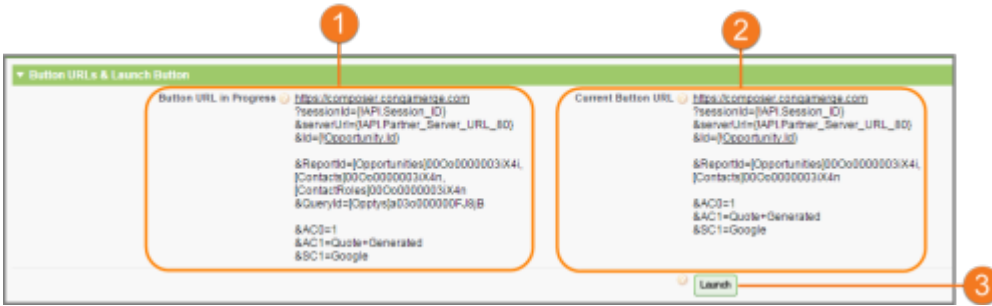 1
2
▼ Button URLs & Launch Button
Button URL in Progress
https://composer.congamerge.com
?sessionId={!API.Session_ID}
&serverUrl={!API.Partner_Server_URL_80}
&Id={!Opportunity.Id}
&ReportId=[Opportunities]00Oo0000003iX4i,
[Contacts]00Oo0000003iX4n,
[ContactRoles]00Oo0000003iX4n
&QueryId=[Opptys]a03o000000FJ8jB
&AC0=1
&AC1=Quote+Generated
&SC1=Google
Current Button URL
https://composer.congamerge.com
?sessionId={!API.Session_ID}
&serverUrl={!API.Partner_Server_URL_80}
&Id={!Opportunity.Id}
&ReportId=[Opportunities]00Oo0000003iX4i,
[Contacts]00Oo0000003iX4n
&AC0=1
&AC1=Quote+Generated
&SC1=Google
Launch
3